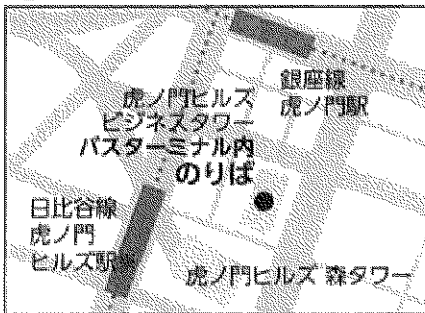 銀座線
虎ノ門駅
虎ノ門ヒルズ
ビジネスタワー
バスターミナル内
のりば
日比谷線
虎ノ門
ヒルズ駅
虎ノ門ヒルズ 森タワー